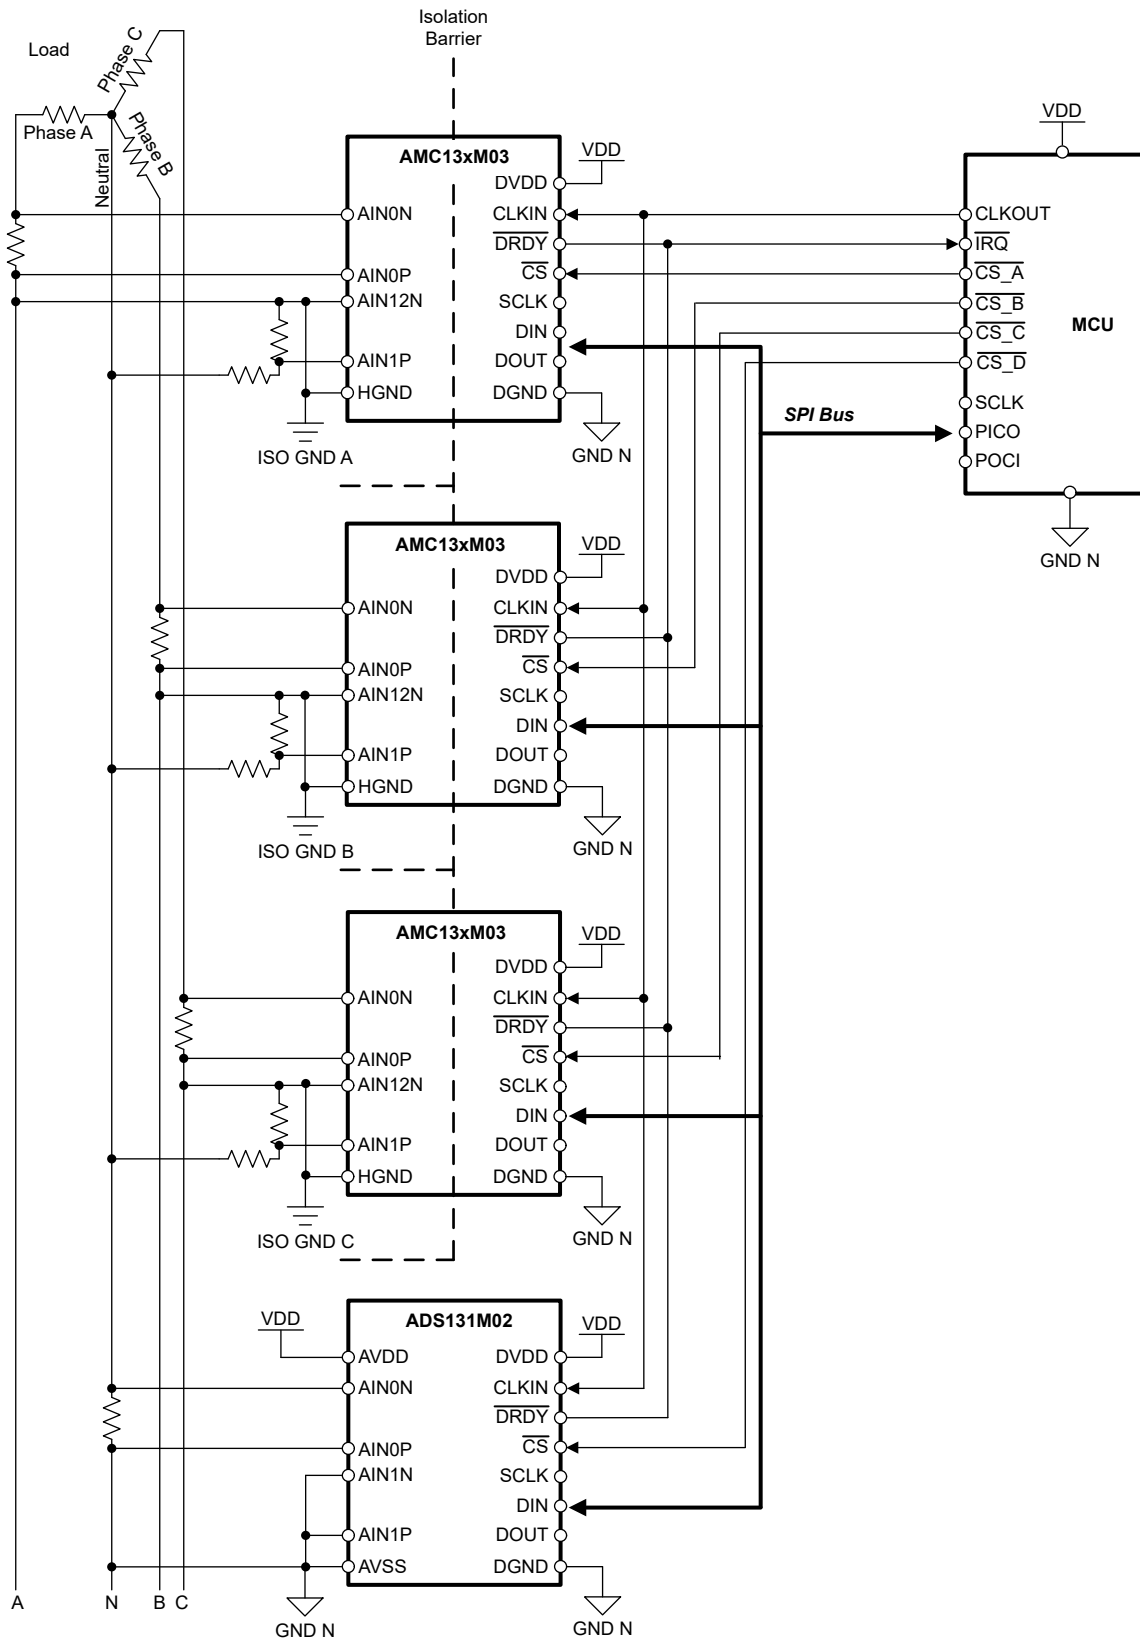 Isolation
Barrier
Load
Phase C
Phase A
Phase B
Neutral
AMC13xM03
VDD
DVDD
AIN0N
CLKIN
DRDY
AIN0P
CS
AIN12N
SCLK
DIN
AIN1P
DOUT
HGND
DGND
ISO GND A
GND N
VDD
CLKOUT
IRQ
CS_A
CS_B
CS_C
CS_D
MCU
SCLK
PICO
POCI
GND N
SPI Bus
AMC13xM03
VDD
DVDD
AIN0N
CLKIN
DRDY
AIN0P
CS
AIN12N
SCLK
DIN
AIN1P
DOUT
HGND
DGND
ISO GND B
GND N
AMC13xM03
VDD
DVDD
AIN0N
CLKIN
DRDY
AIN0P
CS
AIN12N
SCLK
DIN
AIN1P
DOUT
HGND
DGND
ISO GND C
GND N
ADS131M02
VDD
VDD
AVDD
DVDD
AIN0N
CLKIN
DRDY
AIN0P
CS
AIN1N
SCLK
DIN
AIN1P
DOUT
AVSS
DGND
GND N
GND N
A
N
B
C